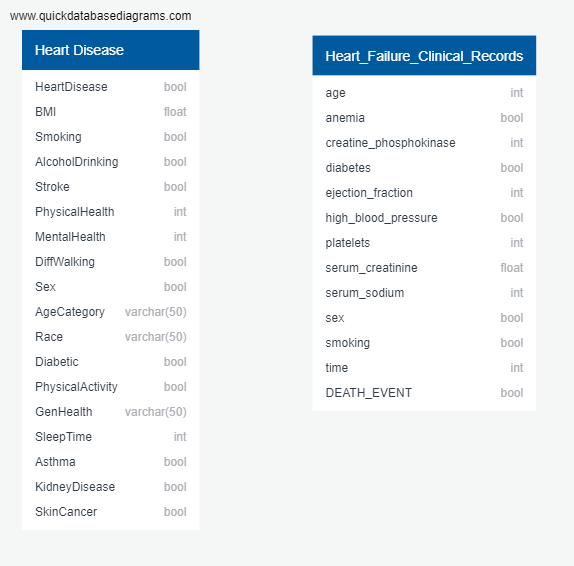 www.quickdatabasediagrams.com
Heart Disease
HeartDisease bool
BMI float
Smoking bool
AlcoholDrinking bool
Stroke bool
PhysicalHealth int
MentalHealth int
DiffWalking bool
Sex bool
AgeCategory varchar(50)
Race varchar(50)
Diabetic bool
PhysicalActivity bool
GenHealth varchar(50)
SleepTime int
Asthma bool
KidneyDisease bool
SkinCancer bool
Heart_Failure_Clinical_Records
age int
anemia bool
creatine_phosphokinase int
diabetes bool
ejection_fraction int
high_blood_pressure bool
platelets int
serum_creatinine float
serum_sodium int
sex bool
smoking bool
time int
DEATH_EVENT bool